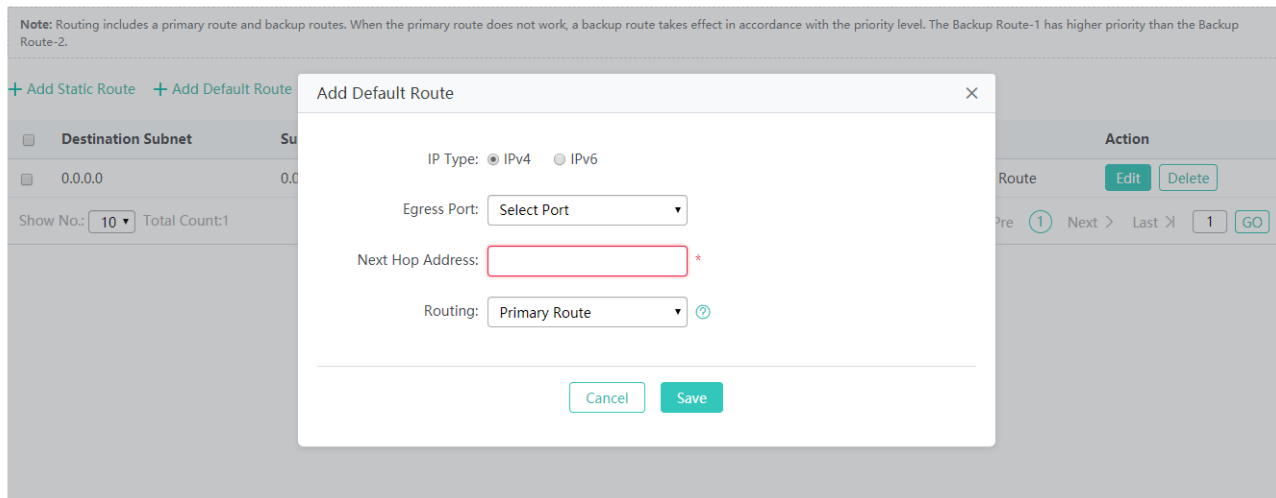 Note: Routing includes a primary route and backup routes. When the primary route does not work, a backup route takes effect in accordance with the priority level. The Backup Route-1 has higher priority than the Backup
Route-2.
+ Add Static Route + Add Default Route
Add Default Route
Destination Subnet Su Action
IP Type: IPv4 IPv6
0.0.0.0 0.0 Route Edit Delete
Egress Port: Select Port
Show No.: 10 Total Count:1 Pre 1 Next Last 1 GO
Next Hop Address: *
Routing: Primary Route ?
Cancel Save